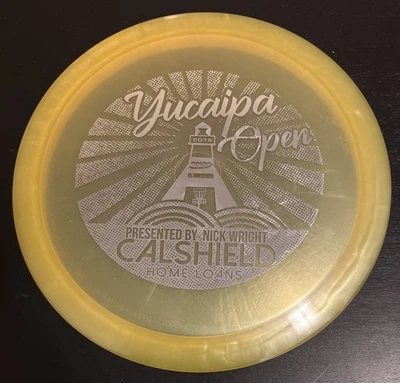 Yucaipa
Open
PRESENTED BY NICK WRIGHT
CALSHIELD
HOME LOANS